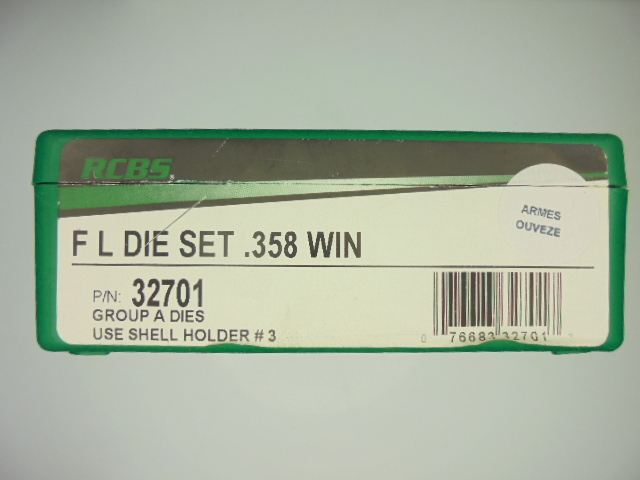 RCBS
ARMES
OUVEZE
F L DIE SET .358 WIN
P/N: 32701
GROUP A DIES
USE SHELL HOLDER # 3
0 76683 32701